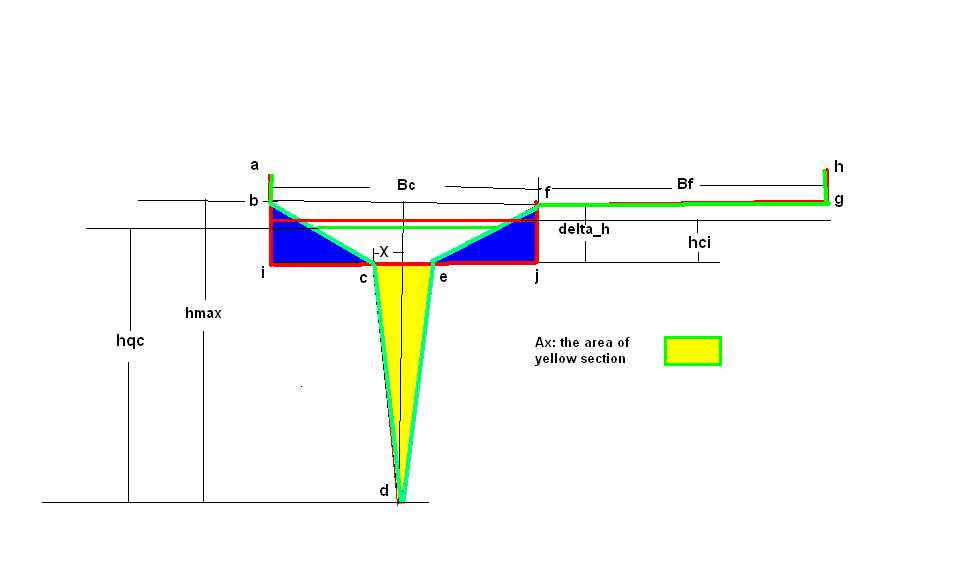 a
h
Bc
Bf
f
b
g
delta_h
hci
X
i
c
e
j
hmax
hqc
Ax: the area of
yellow section
d